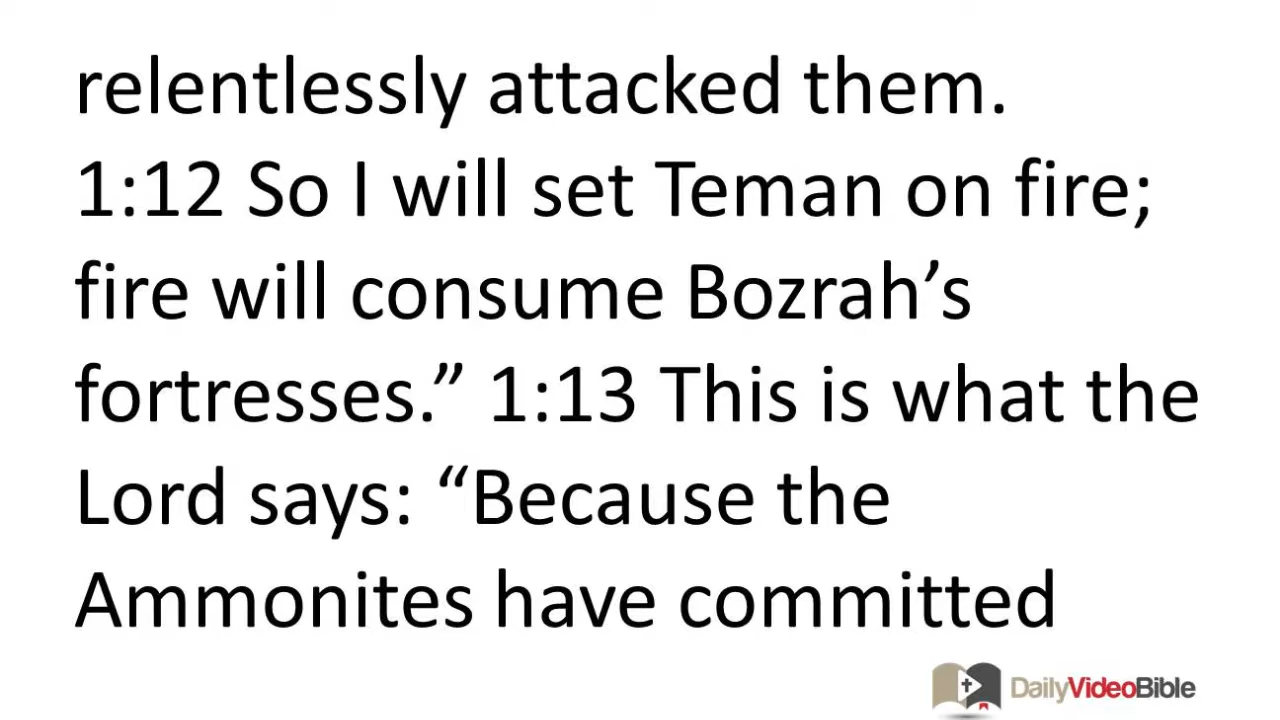 relentlessly attacked them.
1:12 So I will set Teman on fire;
fire will consume Bozrah’s
fortresses.” 1:13 This is what the
Lord says: “Because the
Ammonites have committed
DailyVideoBible